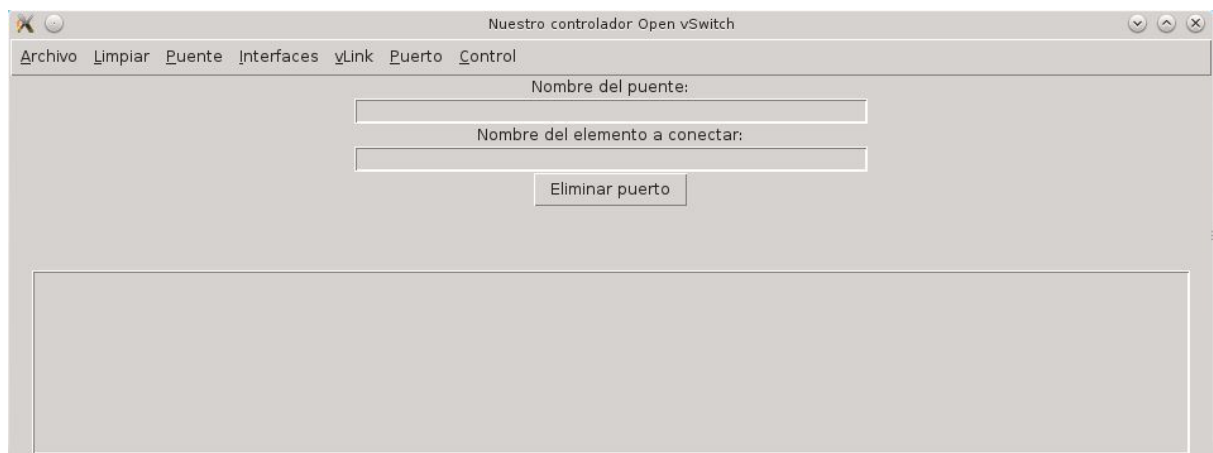 Nuestro controlador Open vSwitch
Archivo Limpiar Puente Interfaces vLink Puerto Control
Nombre del puente:
Nombre del elemento a conectar:
Eliminar puerto